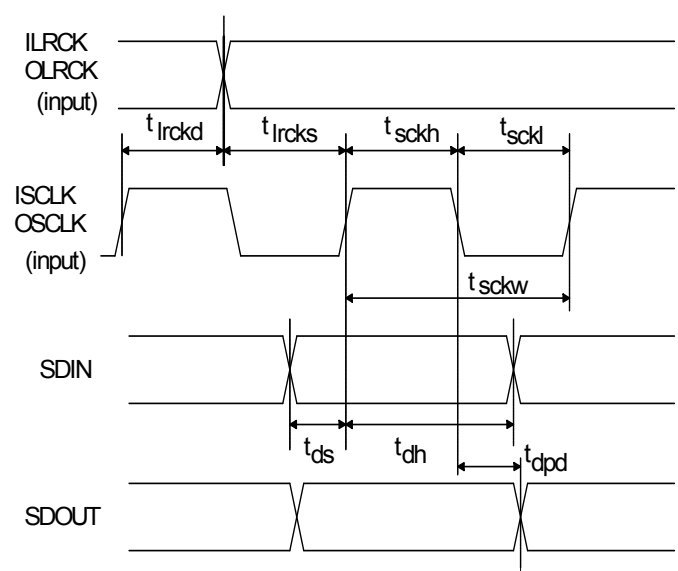 ILRCK
OLRCK
(input)
t lrckd
t lrcks
t sckh
t sckl
ISCLK
OSCLK
(input)
t sckw
SDIN
t ds
t dh
t dpd
SDOUT